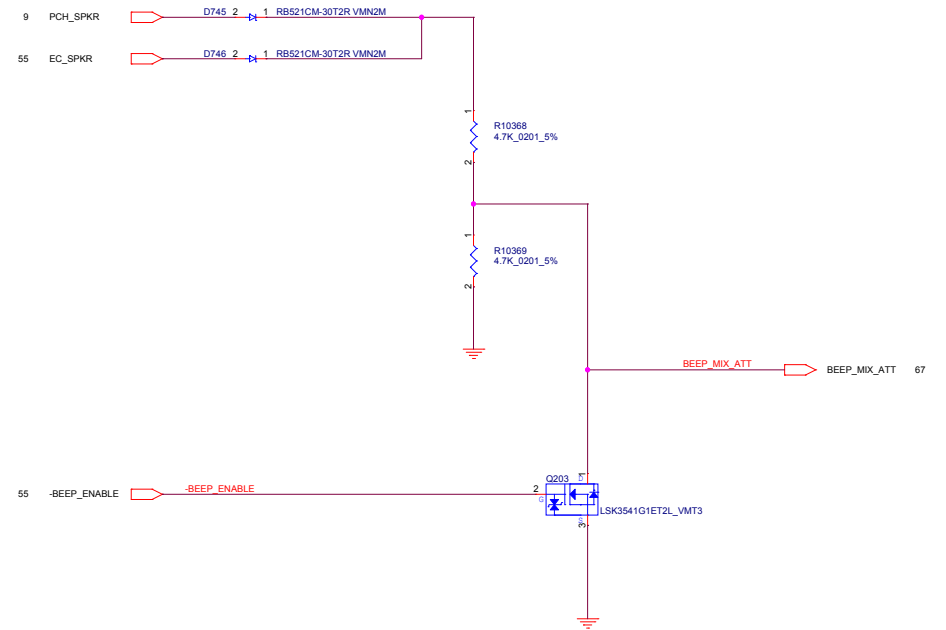 9 PCH_SPKR D745 2 1 RB521CM-30T2R VMN2M
55 EC_SPKR D746 2 1 RB521CM-30T2R VMN2M
1
R10368
4.7K_0201_5%
2
1
R10369
4.7K_0201_5%
2
BEEP_MIX_ATT BEEP_MIX_ATT 67
Q203 1
D
55 -BEEP_ENABLE -BEEP_ENABLE 2
G
LSK3541G1ET2L_VMT3
S
3